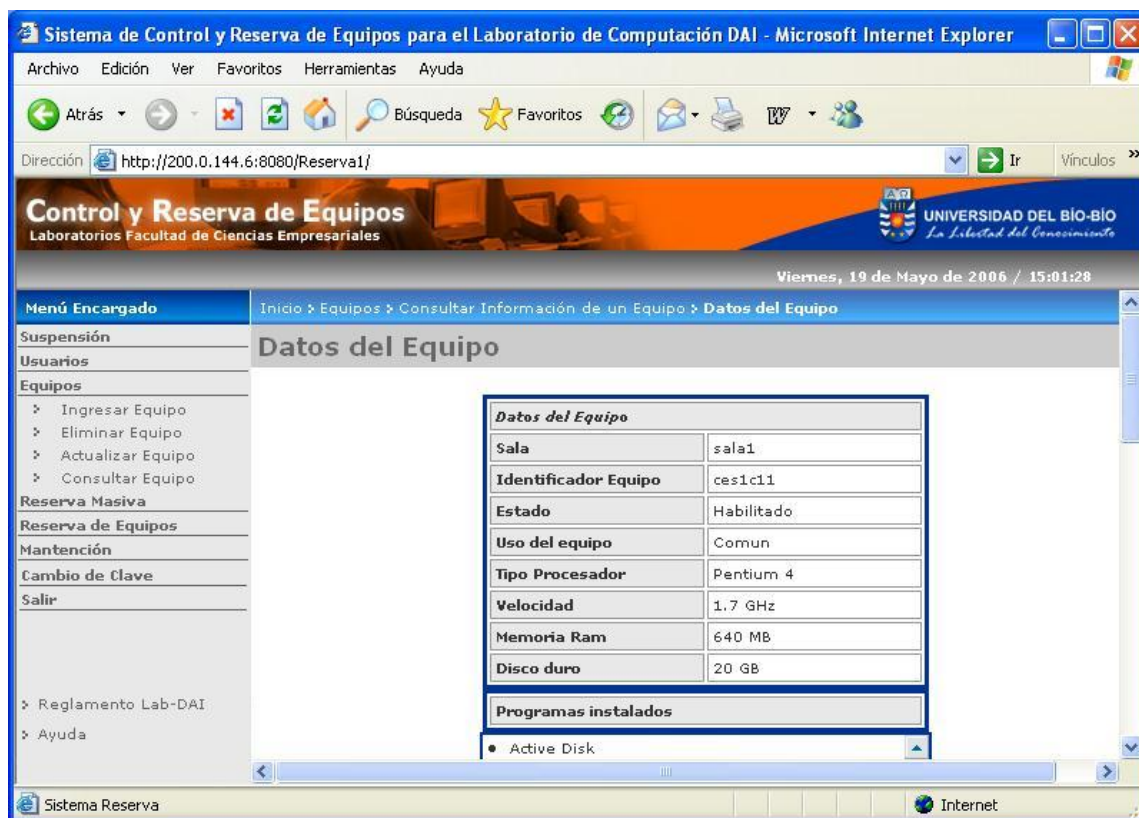 Sistema de Control y Reserva de Equipos para el Laboratorio de Computación DAI - Microsoft Internet Explorer
Archivo Edición Ver Favoritos Herramientas Ayuda
Atrás Búsqueda Favoritos
Dirección http://200.0.144.6:8080/Reserva1/ Ir Vínculos »
Control y Reserva de Equipos
Laboratorios Facultad de Ciencias Empresariales
UNIVERSIDAD DEL BÍO-BÍO
La Libertad del Conocimiento
Viernes, 19 de Mayo de 2006 / 15:01:28
Menú Encargado
Inicio > Equipos > Consultar Información de un Equipo > Datos del Equipo
Suspensión
Usuarios
Equipos
Ingresar Equipo
Eliminar Equipo
Actualizar Equipo
Consultar Equipo
Reserva Masiva
Reserva de Equipos
Mantención
Cambio de Clave
Salir
> Reglamento Lab-DAI
> Ayuda
Datos del Equipo
Datos del Equipo
Sala sala1
Identificador Equipo ces1c11
Estado Habilitado
Uso del equipo Comun
Tipo Procesador Pentium 4
Velocidad 1.7 GHz
Memoria Ram 640 MB
Disco duro 20 GB
Programas instalados
• Active Disk
Sistema Reserva Internet